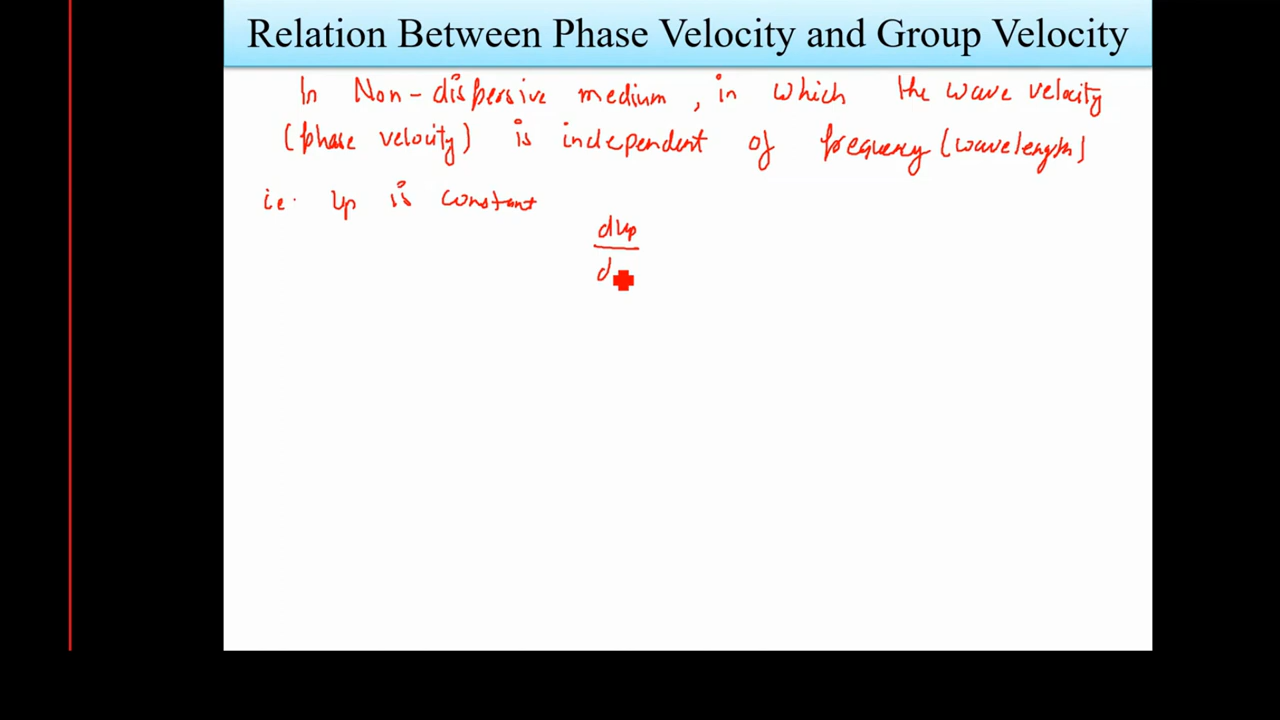 Relation Between Phase Velocity and Group Velocity
In Non-dispersive medium, in which the wave velocity
(phase velocity) is independent of frequency (wavelength)
i.e. vp is constant
dvp
d